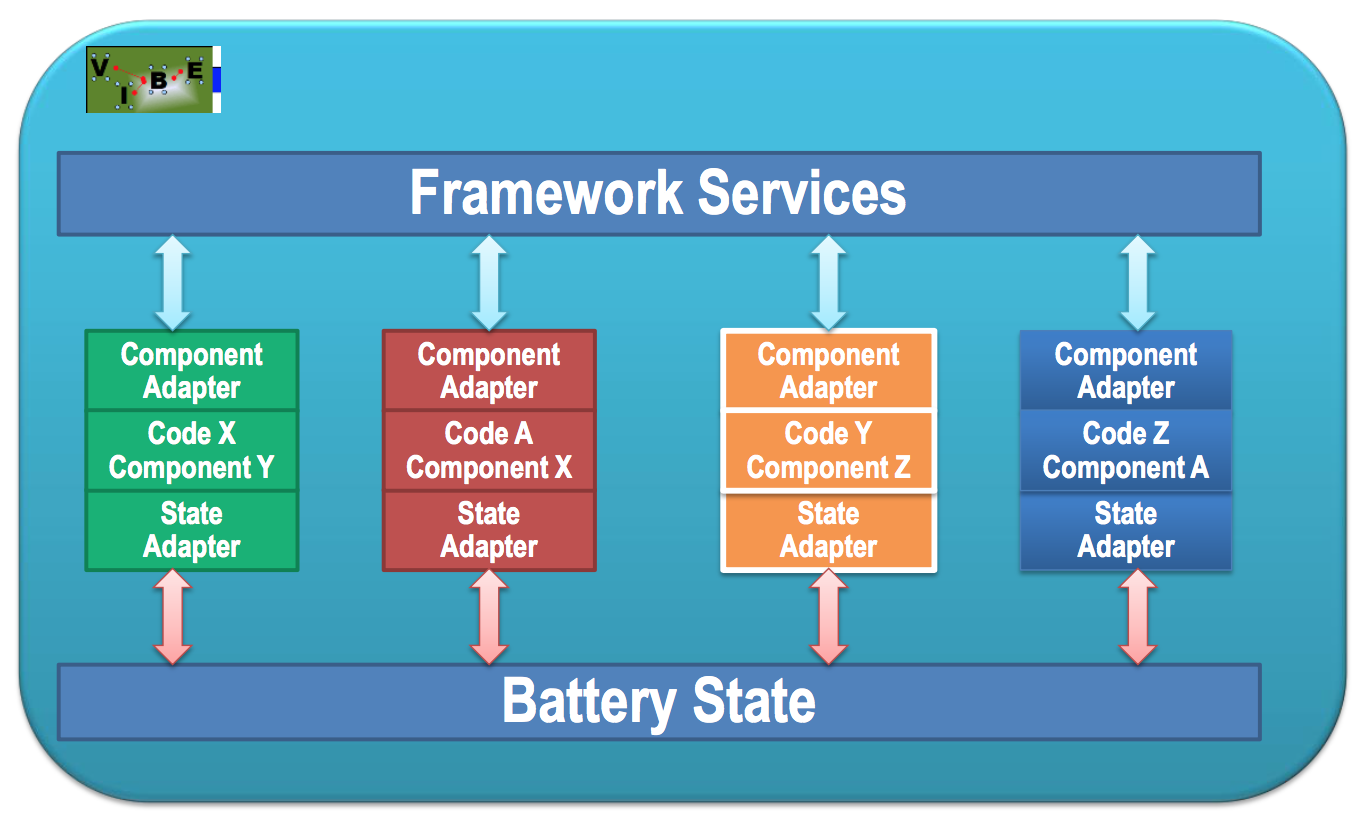 VIBE
Framework Services
Component
Adapter
Code X
Component Y
State
Adapter
Component
Adapter
Code A
Component X
State
Adapter
Component
Adapter
Code Y
Component Z
State
Adapter
Component
Adapter
Code Z
Component A
State
Adapter
Battery State